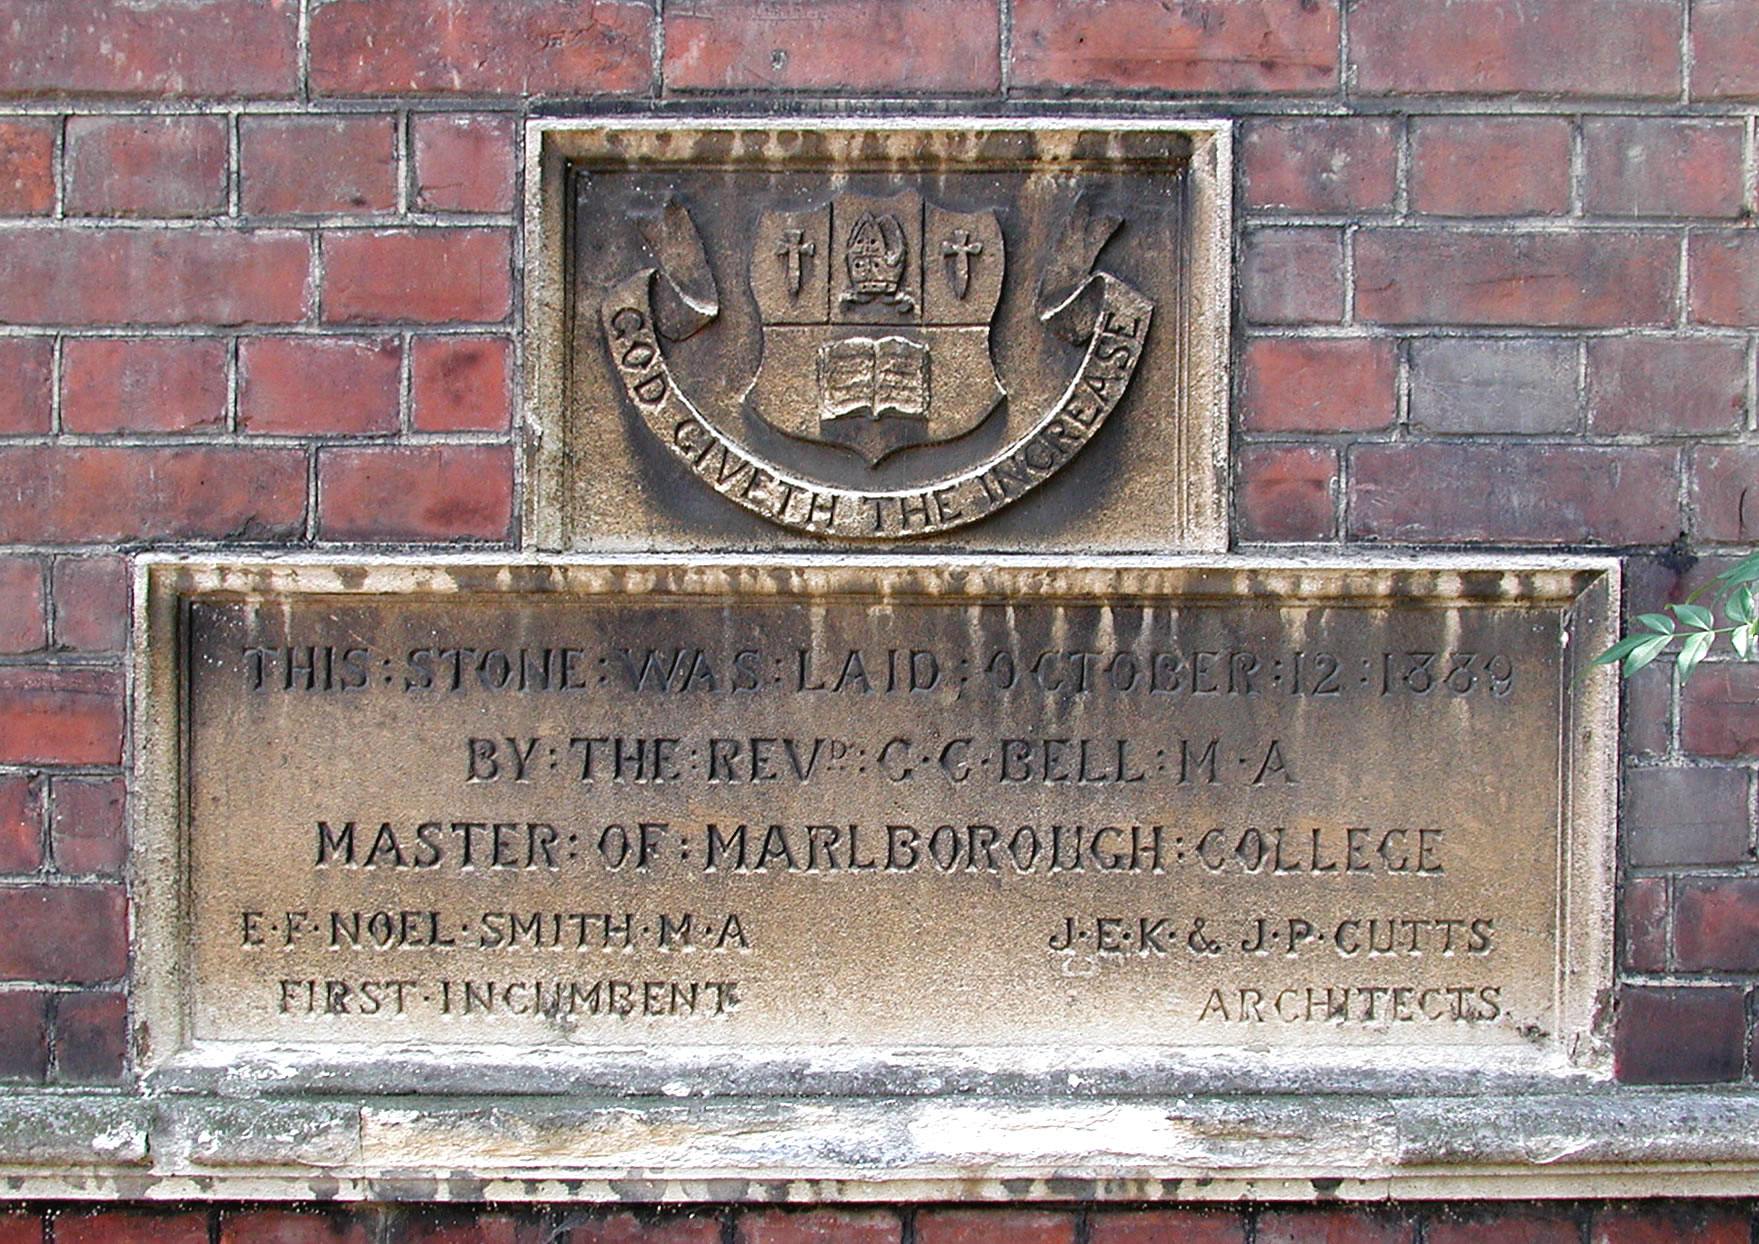 GOD GIVETH THE INCREASE
THIS : STONE : WAS : LAID : OCTOBER : 12 : 1889
BY : THE : REVD : G · C · BELL : M · A
MASTER : OF : MARLBOROUGH : COLLEGE
E · F · NOEL · SMITH · M · A
FIRST · INCUMBENT
J · E · K · & J · P · CUTTS
ARCHITECTS.